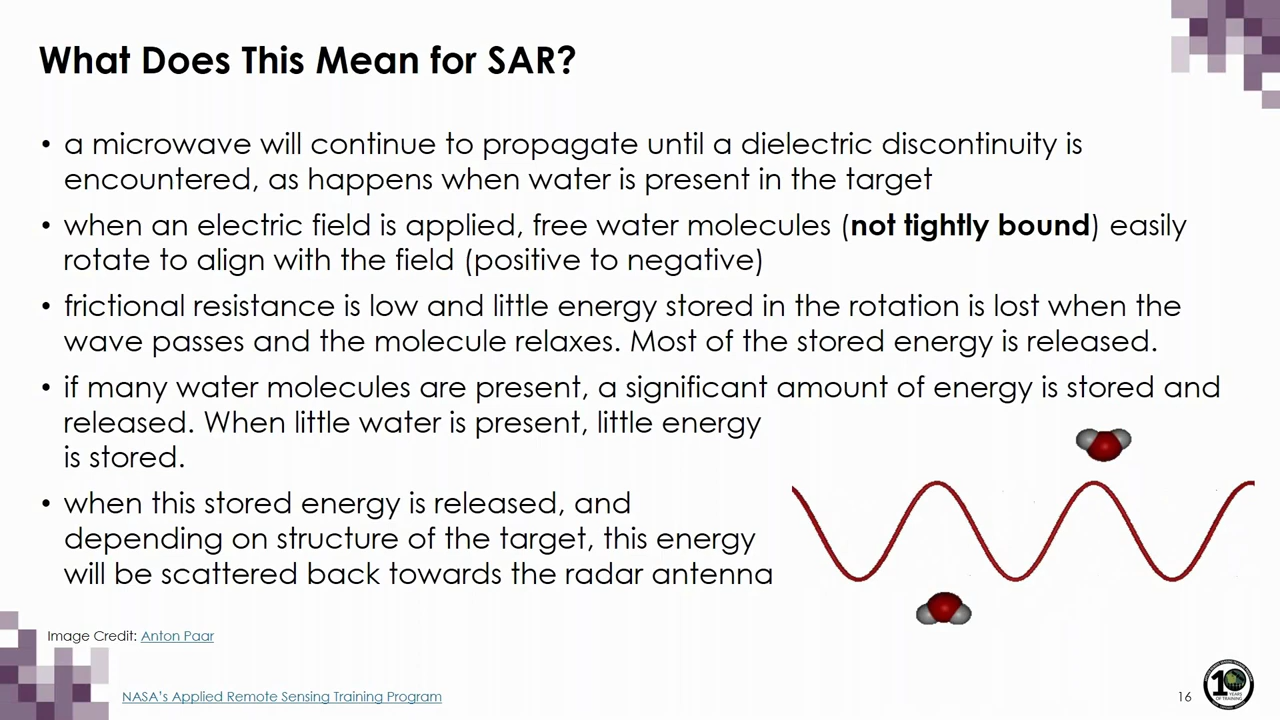 What Does This Mean for SAR?
• a microwave will continue to propagate until a dielectric discontinuity is
encountered, as happens when water is present in the target
• when an electric field is applied, free water molecules (not tightly bound) easily
rotate to align with the field (positive to negative)
• frictional resistance is low and little energy stored in the rotation is lost when the
wave passes and the molecule relaxes. Most of the stored energy is released.
• if many water molecules are present, a significant amount of energy is stored and
released. When little water is present, little energy
is stored.
• when this stored energy is released, and
depending on structure of the target, this energy
will be scattered back towards the radar antenna
Image Credit: Anton Paar
NASA's Applied Remote Sensing Training Program
16
10
YEARS
OF TRAINING